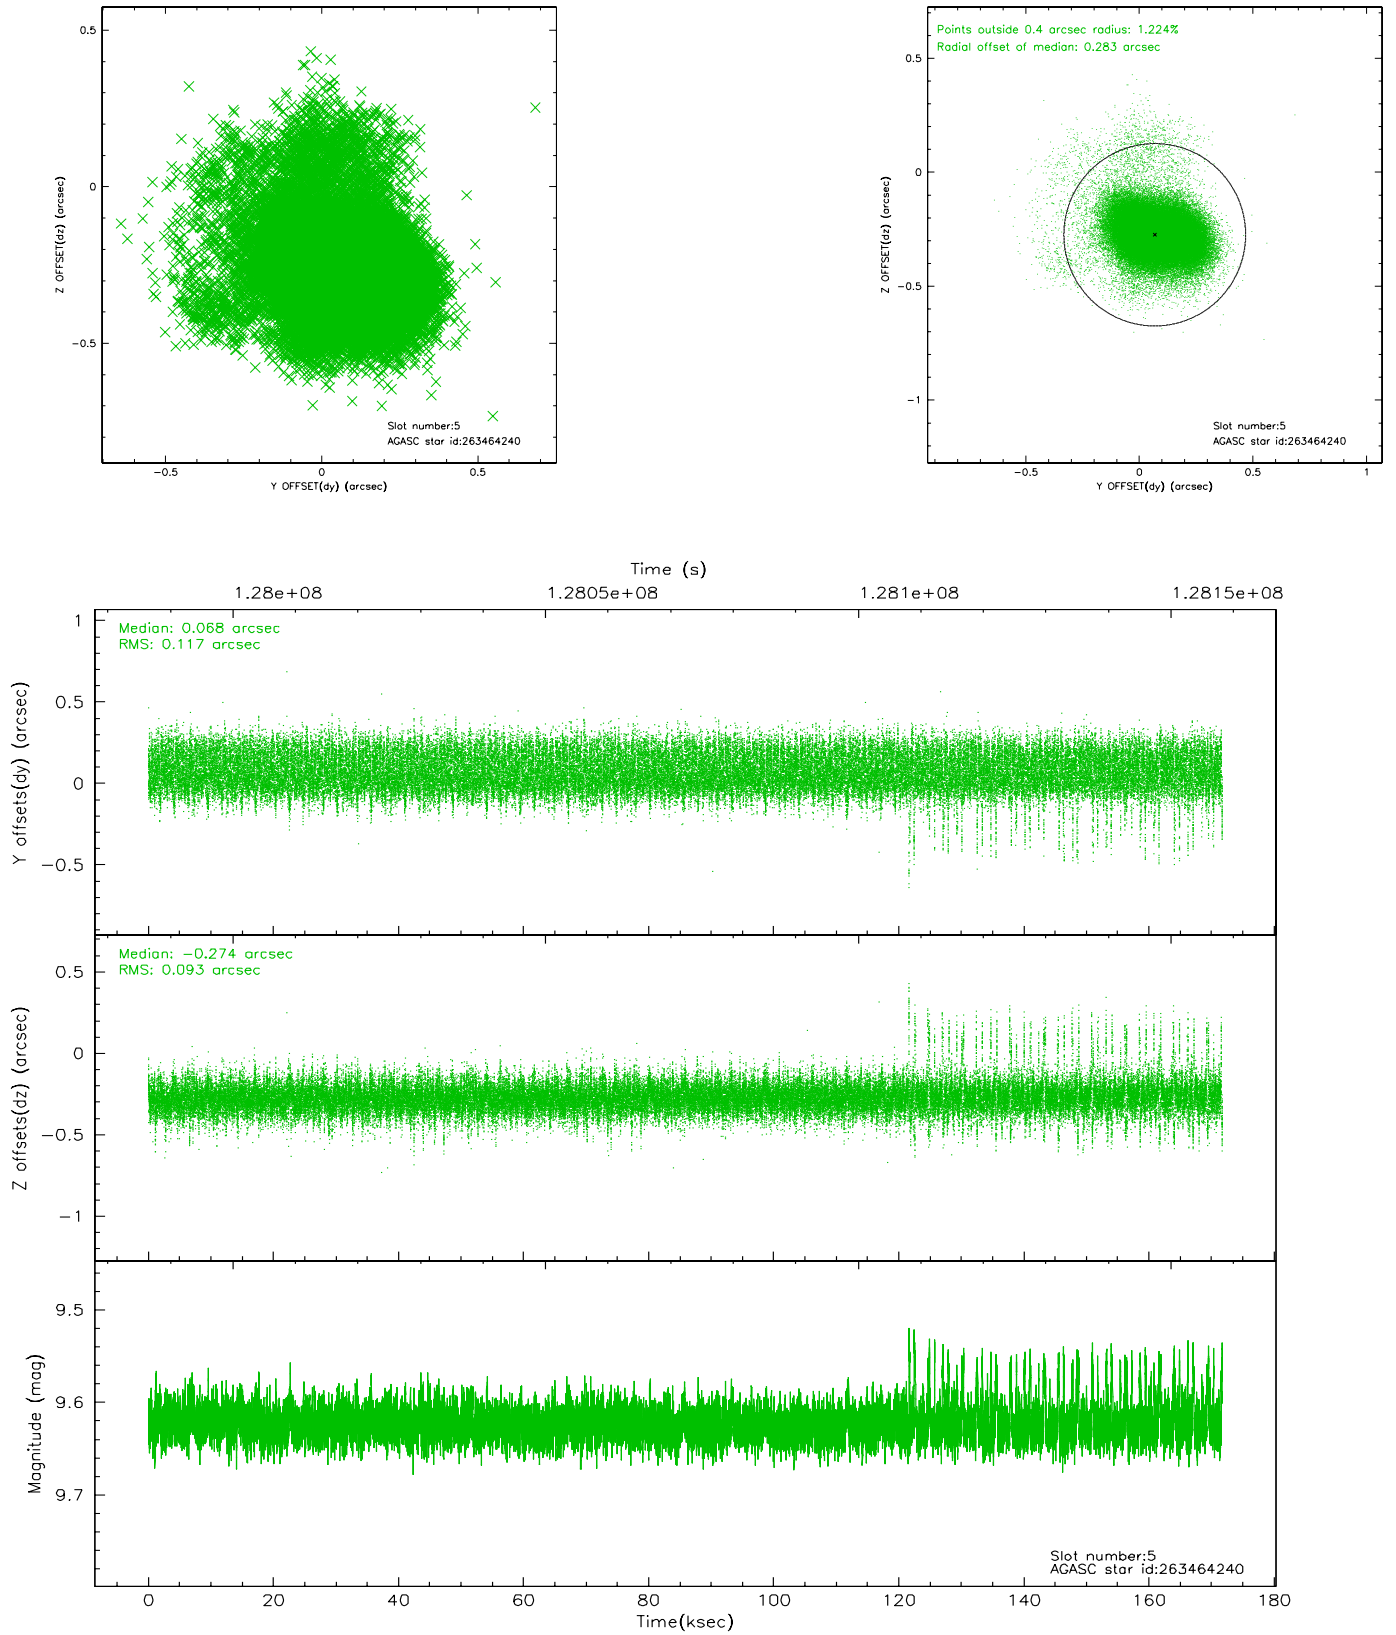 0.5
0
−0.5
−0.5
0
0.5
Z OFFSET(dz) (arcsec)
Y OFFSET(dy) (arcsec)
Slot number:5
AGASC star id:263464240
Points outside 0.4 arcsec radius: 1.224%
Radial offset of median: 0.283 arcsec
0.5
0
−0.5
−1
−0.5
0
0.5
1
Z OFFSET(dz) (arcsec)
Y OFFSET(dy) (arcsec)
Slot number:5
AGASC star id:263464240
Time (s)
1.28e+08
1.2805e+08
1.281e+08
1.2815e+08
Median: 0.068 arcsec
RMS: 0.117 arcsec
1
0.5
0
−0.5
Y offsets(dy) (arcsec)
Median: −0.274 arcsec
RMS: 0.093 arcsec
0.5
0
−0.5
−1
Z offsets(dz) (arcsec)
9.5
9.6
9.7
Magnitude (mag)
Slot number:5
AGASC star id:263464240
0
20
40
60
80
100
120
140
160
180
Time(ksec)